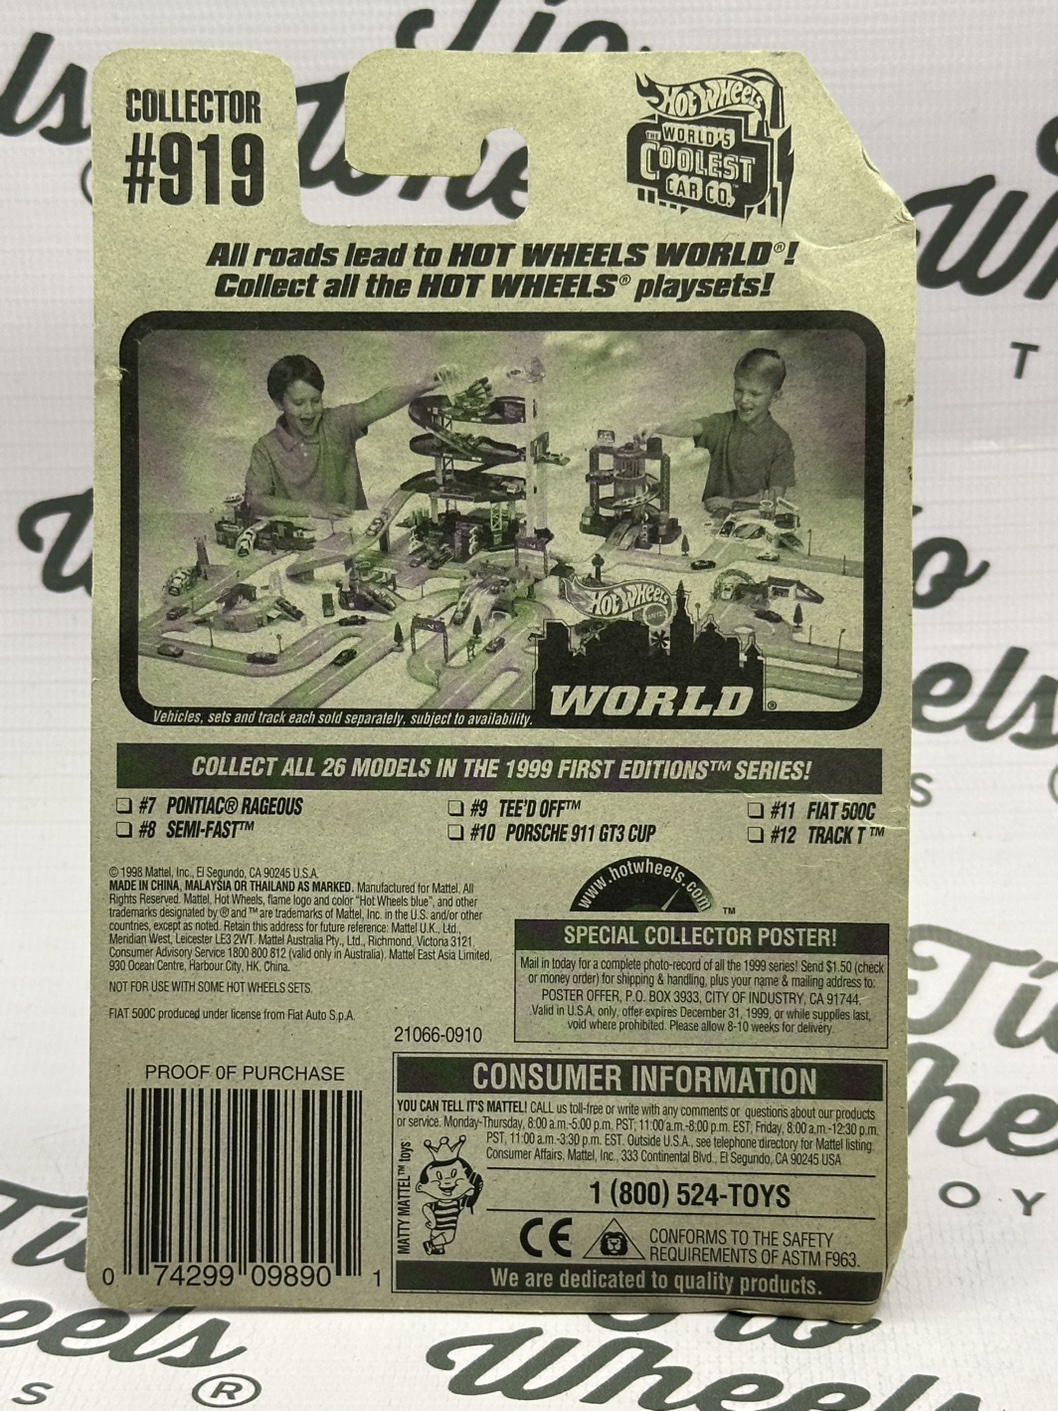 COLLECTOR
#919
Hot Wheels
THE WORLD'S
COOLEST
CAR CO.™
All roads lead to HOT WHEELS WORLD®!
Collect all the HOT WHEELS® playsets!
Hot Wheels
WORLD®
Vehicles, sets and track each sold separately, subject to availability.
COLLECT ALL 26 MODELS IN THE 1999 FIRST EDITIONS™ SERIES!
❑ #7 PONTIAC® RAGEOUS
❑ #8 SEMI-FAST™
❑ #9 TEE'D OFF™
❑ #10 PORSCHE 911 GT3 CUP
❑ #11 FIAT 500C
❑ #12 TRACK T™
© 1998 Mattel, Inc., El Segundo, CA 90245 U.S.A.
MADE IN CHINA, MALAYSIA OR THAILAND AS MARKED. Manufactured for Mattel. All
Rights Reserved. Mattel, Hot Wheels, flame logo and color "Hot Wheels blue", and other
trademarks designated by ® and ™ are trademarks of Mattel, Inc. in the U.S. and/or other
countries, except as noted. Retain this address for future reference: Mattel U.K., Ltd.,
Meridian West, Leicester LE3 2WT. Mattel Australia Pty., Ltd., Richmond, Victoria 3121,
Consumer Advisory Service 1800 800 812 (valid only in Australia). Mattel East Asia Limited,
930 Ocean Centre, Harbour City, HK. China.
NOT FOR USE WITH SOME HOT WHEELS SETS.
FIAT 500C produced under license from Fiat Auto S.p.A.
21066-0910
www.hotwheels.com
™
SPECIAL COLLECTOR POSTER!
Mail in today for a complete photo-record of all the 1999 series! Send $1.50 (check
or money order) for shipping & handling, plus your name & mailing address to:
POSTER OFFER, P.O. BOX 3933, CITY OF INDUSTRY, CA 91744.
Valid in U.S.A. only, offer expires December 31, 1999, or while supplies last,
void where prohibited. Please allow 8-10 weeks for delivery.
PROOF OF PURCHASE
0 74299 09890 1
CONSUMER INFORMATION
YOU CAN TELL IT'S MATTEL! CALL us toll-free or write with any comments or questions about our products
or service. Monday-Thursday, 8:00 a.m.-5:00 p.m. PST; 11:00 a.m.-8:00 p.m. EST; Friday, 8:00 a.m.-12:30 p.m.
PST, 11:00 a.m.-3:30 p.m. EST. Outside U.S.A., see telephone directory for Mattel listing.
Consumer Affairs, Mattel, Inc., 333 Continental Blvd., El Segundo, CA 90245 USA
MATTY MATTEL™ toys
1 (800) 524-TOYS
CE
CONFORMS TO THE SAFETY
REQUIREMENTS OF ASTM F963.
We are dedicated to quality products.